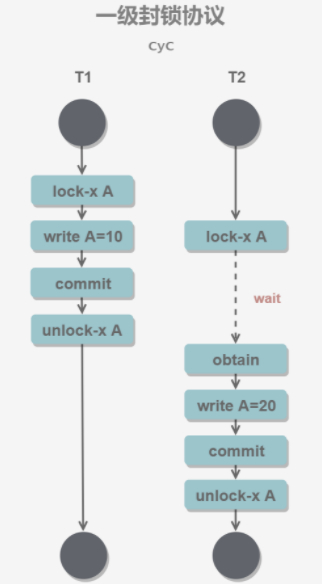 一级封锁协议
CyC
T1
T2
lock-x A
write A=10
commit
unlock-x A
lock-x A
wait
obtain
write A=20
commit
unlock-x A